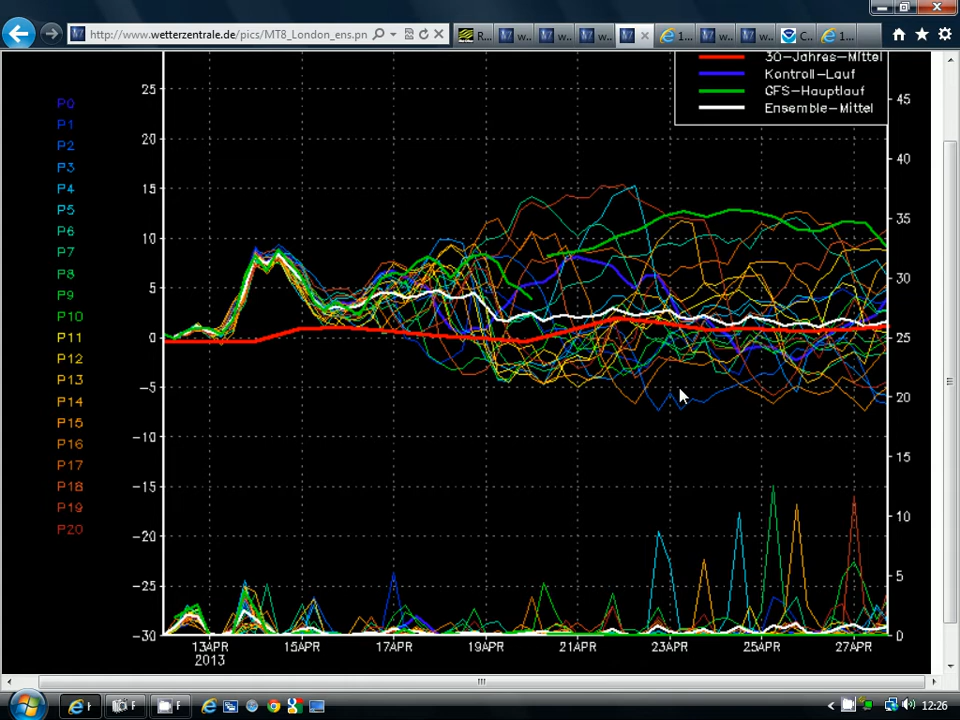 http://www.wetterzentrale.de/pics/MT8_London_ens.pn
R...
w...
w...
w...
w...
1...
w...
w...
C...
1...
30-Jahres-Mittel
Kontroll-Lauf
GFS-Hauptlauf
Ensemble-Mittel
P0
P1
P2
P3
P4
P5
P6
P7
P8
P9
P10
P11
P12
P13
P14
P15
P16
P17
P18
P19
P20
25
20
15
10
5
0
-5
-10
-15
-20
-25
-30
45
40
35
30
25
20
15
10
5
0
13APR 15APR 17APR 19APR 21APR 23APR 25APR 27APR
2013
12:26